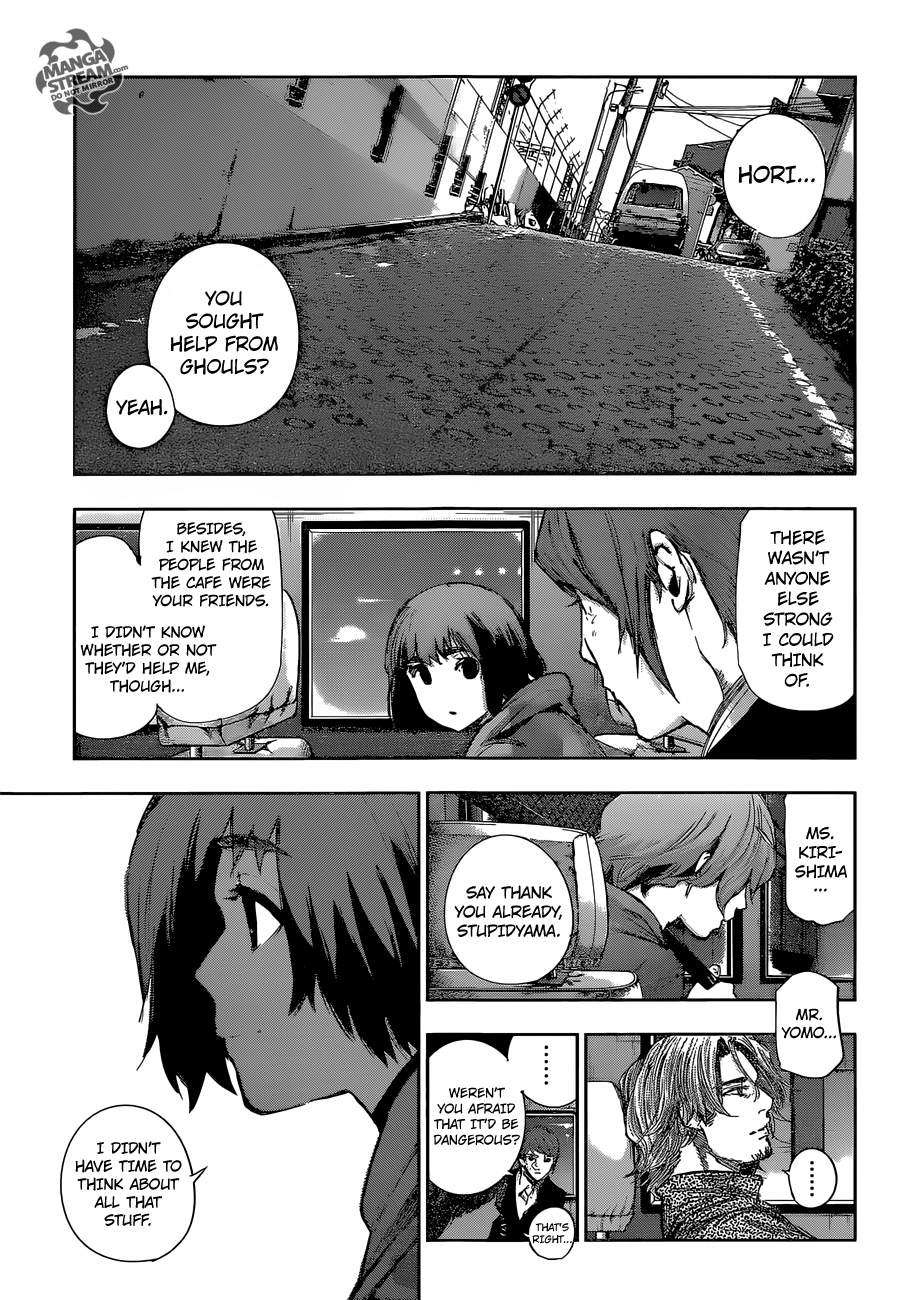 MANGA
STREAM.com
DO NOT MIRROR
HORI...
YOU
SOUGHT
HELP FROM
GHOULS?
YEAH.
THERE
WASN'T
ANYONE
ELSE
STRONG
I COULD
THINK
OF.
BESIDES,
I KNEW THE
PEOPLE FROM
THE CAFE WERE
YOUR FRIENDS.
I DIDN'T KNOW
WHETHER OR NOT
THEY'D HELP ME,
THOUGH...
MS.
KIRI-
SHIMA
...
SAY THANK
YOU ALREADY,
STUPIDYAMA.
MR.
YOMO...
......
......
WEREN'T
YOU AFRAID
THAT IT'D BE
DANGEROUS?
THAT'S
RIGHT...
I DIDN'T
HAVE TIME TO
THINK ABOUT
ALL THAT
STUFF.